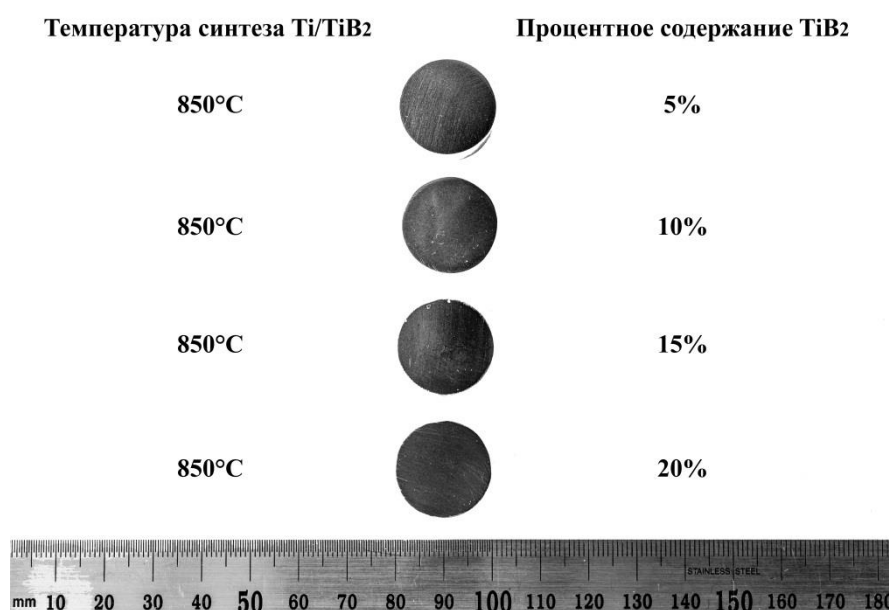 Температура синтеза Ti/TiB2 Процентное содержание TiB2
850°C 5%
850°C 10%
850°C 15%
850°C 20%
STAINLESS STEEL
mm 10 20 30 40 50 60 70 80 90 100 110 120 130 140 150 160 170 180